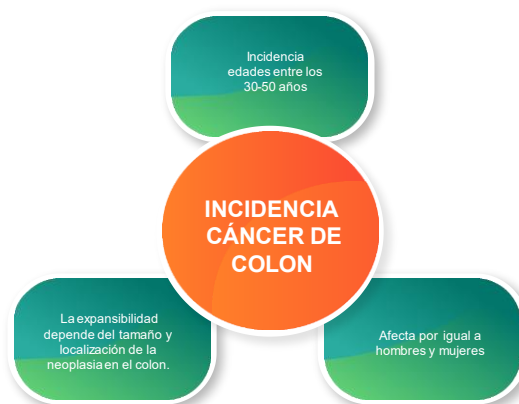 Incidencia
edades entre los
30-50 años
INCIDENCIA
CÁNCER DE
COLON
La expansibilidad
depende del tamaño y
localización de la
neoplasia en el colon.
Afecta por igual a
hombres y mujeres